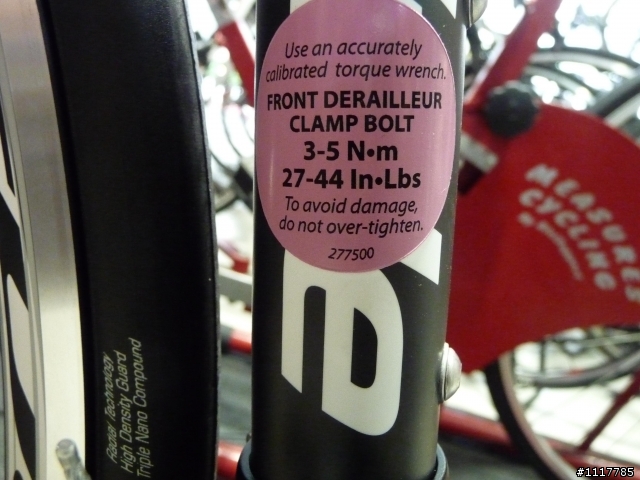 Use an accurately
calibrated torque wrench.
FRONT DERAILLEUR
CLAMP BOLT
3-5 N•m
27-44 In•Lbs
To avoid damage,
do not over-tighten.
277500
Radar Technology
High Density Guard
Triple Nano Compound
MEASURES
CYCLING
#1117785